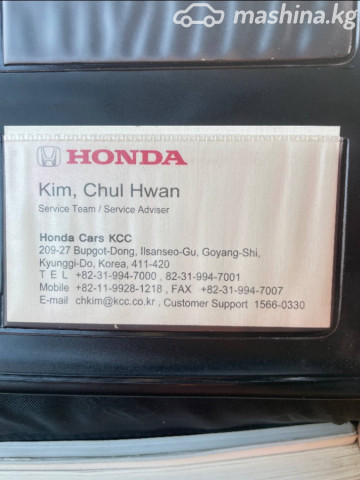 mashina.kg
HONDA
Kim, Chul Hwan
Service Team / Service Adviser
Honda Cars KCC
209-27 Bupgot-Dong, Ilsanseo-Gu, Goyang-Shi,
Kyunggi-Do, Korea, 411-420
T E L +82-31-994-7000 , 82-31-994-7001
Mobile +82-11-9928-1218 , FAX +82-31-994-7007
E-mail chkim@kcc.co.kr , Customer Support 1566-0330